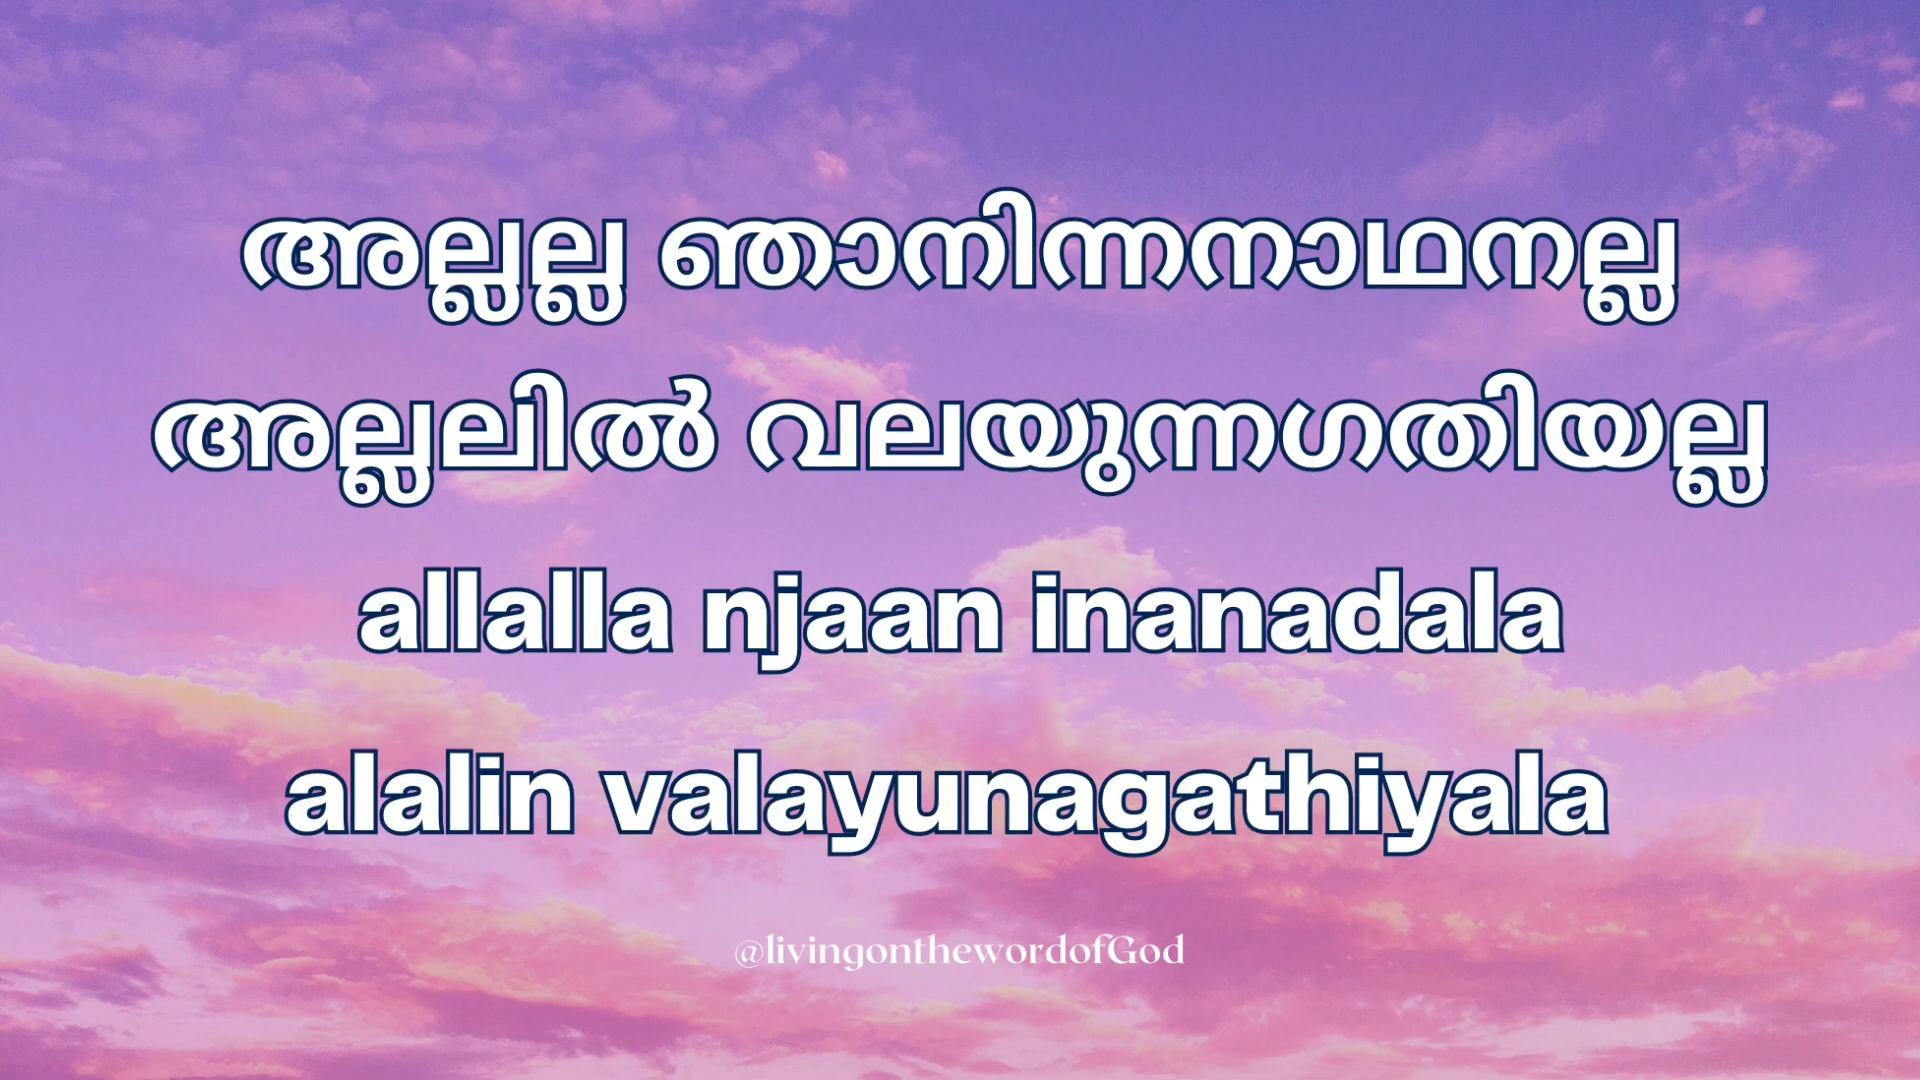 അല്ലല്ല ഞാനിന്നനാഥനല്ല
അല്ലലിൽ വലയുന്നഗതിയല്ല
allalla njaan inanadala
alalin valayunagathiyala
@livingonthewordofGod